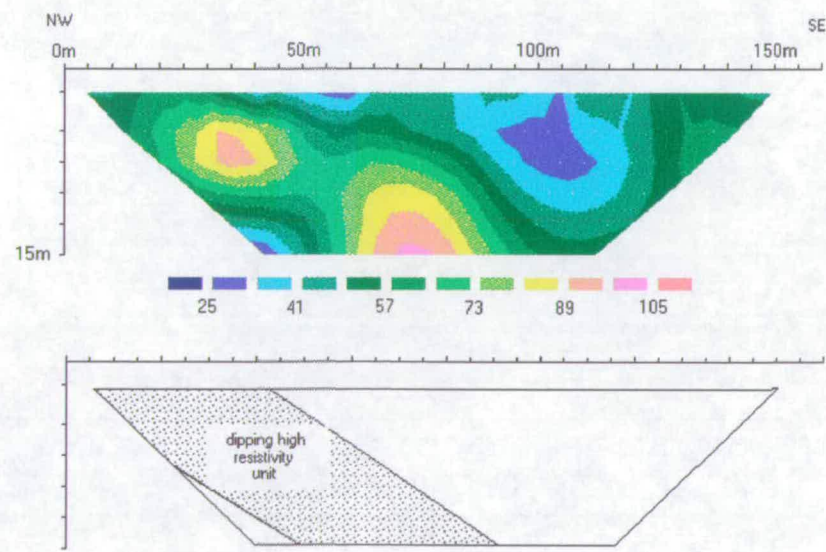 NW
SE
0m 50m 100m 150m
15m
25 41 57 73 89 105
dipping high
resistivity
unit